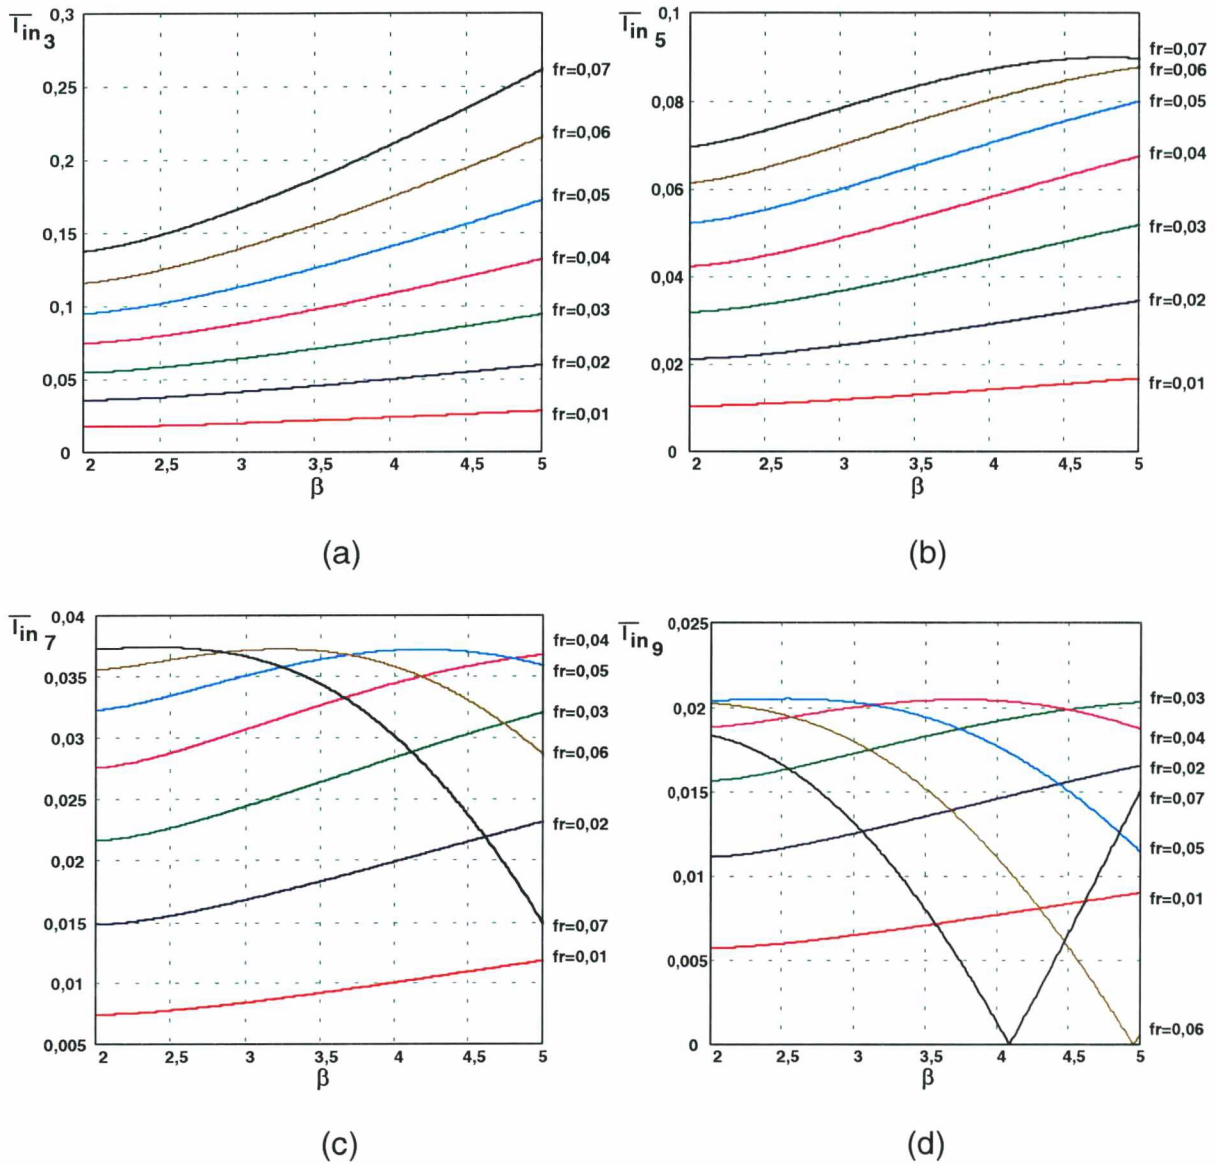 I̅in3
0,3
0,25
0,2
0,15
0,1
0,05
0
2 2,5 3 3,5 4 4,5 5
β
fr=0,07
fr=0,06
fr=0,05
fr=0,04
fr=0,03
fr=0,02
fr=0,01
(a)
I̅in5
0,1
0,08
0,06
0,04
0,02
0
2 2,5 3 3,5 4 4,5 5
β
fr=0,07
fr=0,06
fr=0,05
fr=0,04
fr=0,03
fr=0,02
fr=0,01
(b)
I̅in7
0,04
0,035
0,03
0,025
0,02
0,015
0,01
0,005
2 2,5 3 3,5 4 4,5 5
β
fr=0,04
fr=0,05
fr=0,03
fr=0,06
fr=0,02
fr=0,07
fr=0,01
(c)
I̅in9
0,025
0,02
0,015
0,01
0,005
0
2 2,5 3 3,5 4 4,5 5
β
fr=0,03
fr=0,04
fr=0,02
fr=0,07
fr=0,05
fr=0,01
fr=0,06
(d)